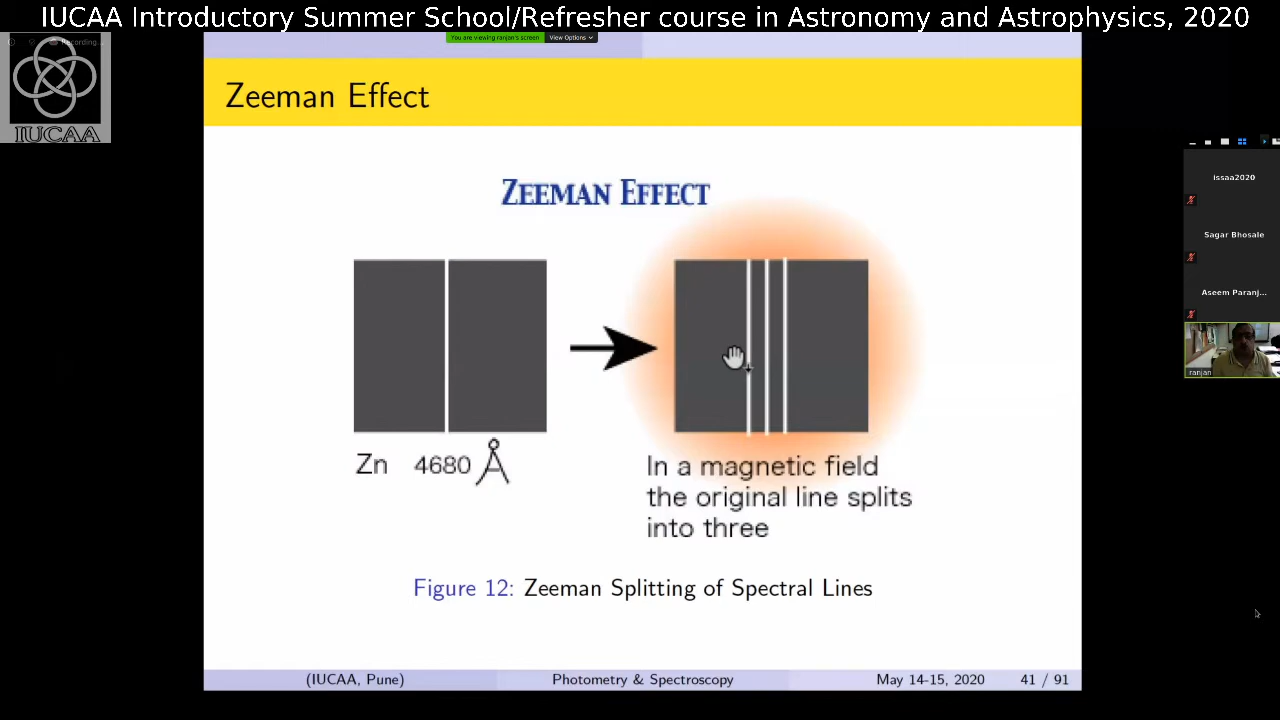 IUCAA Introductory Summer School/Refresher course in Astronomy and Astrophysics, 2020
Recording...
You are viewing ranjan's screen View Options
IUCAA
Zeeman Effect
ZEEMAN EFFECT
issaa2020
Sagar Bhosale
Aseem Paranj...
ranjan
Zn 4680 Å
In a magnetic field
the original line splits
into three
Figure 12: Zeeman Splitting of Spectral Lines
(IUCAA, Pune) Photometry & Spectroscopy May 14-15, 2020 41 / 91